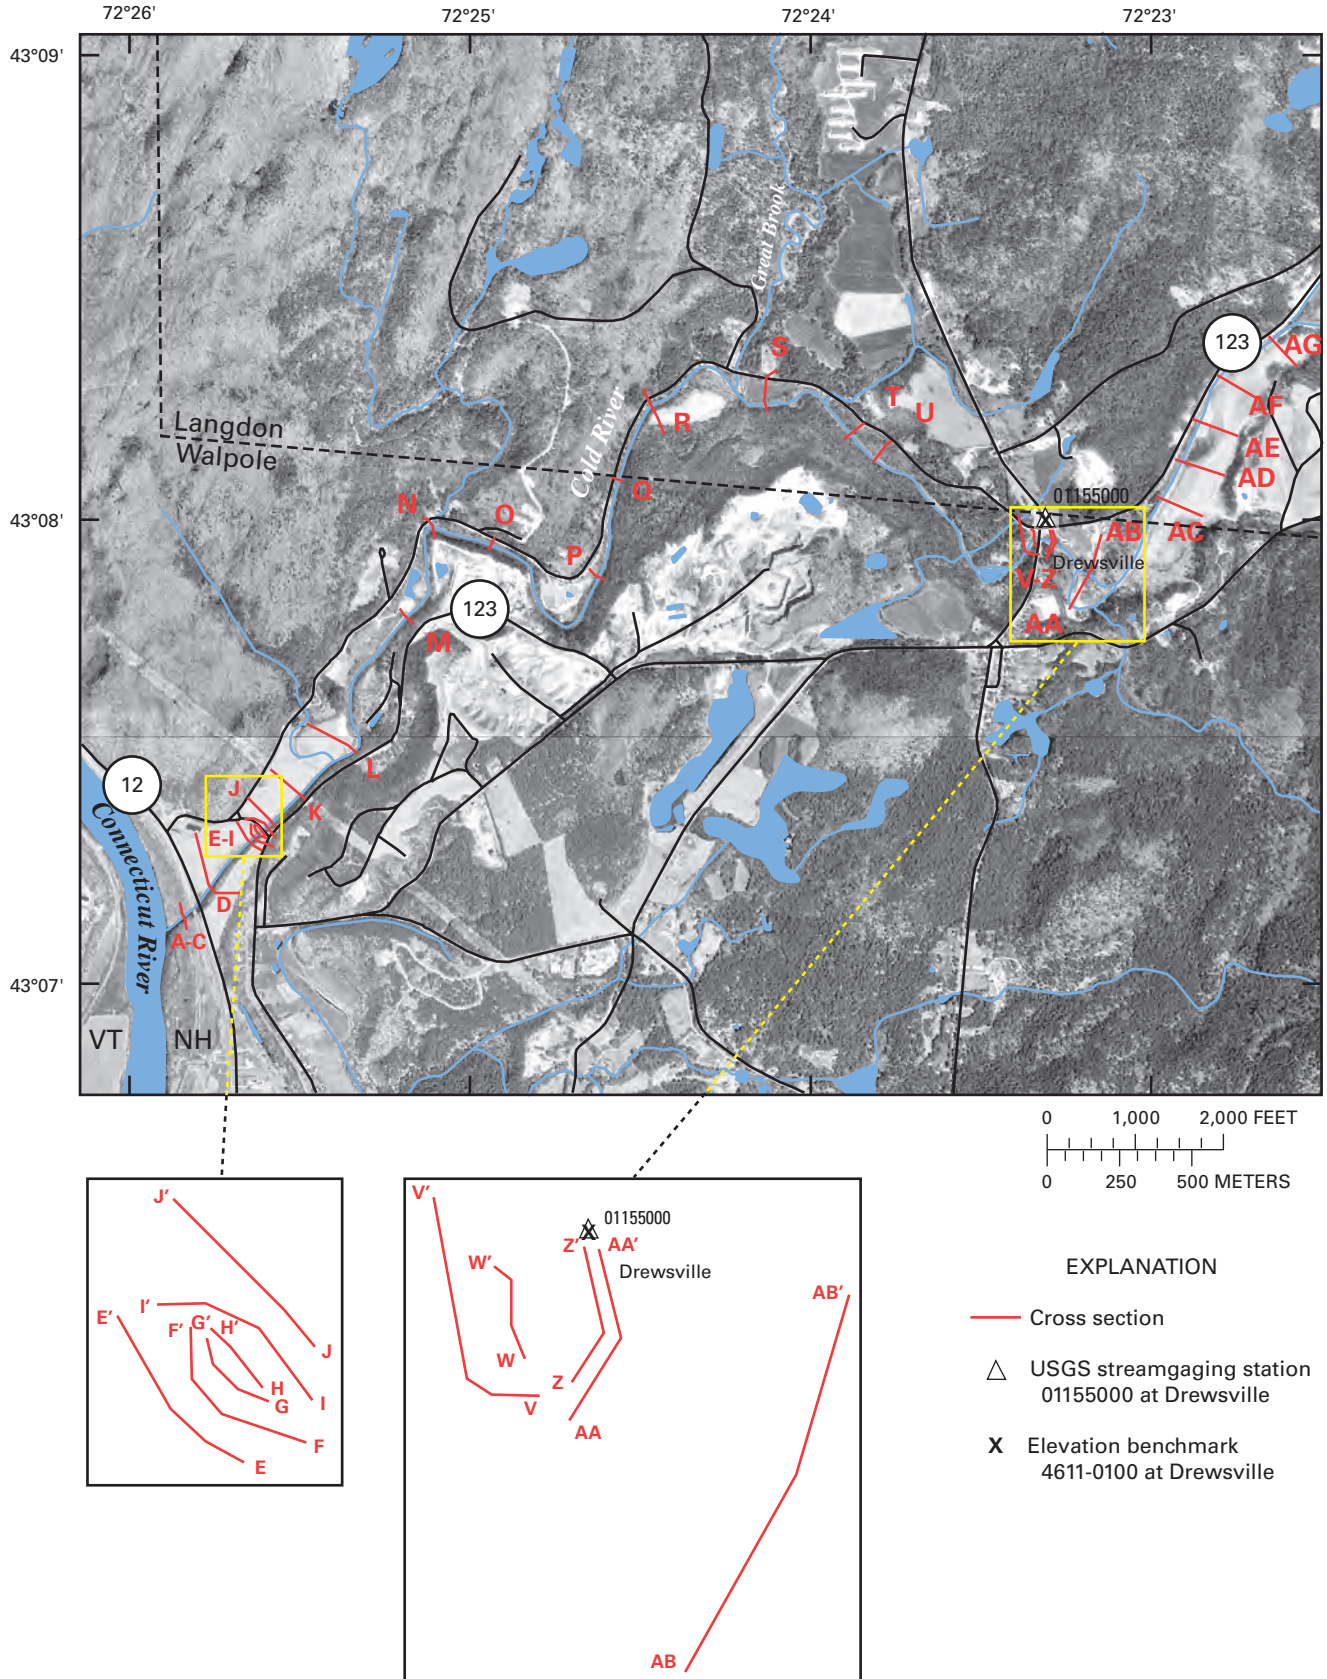 72°26'
72°25'
72°24'
72°23'
43°09'
43°08'
43°07'
Great Brook
123
AG
S
AF
T
U
Langdon
Walpole
Cold River
R
AE
AD
Q
N
O
01155000
AB
AC
P
Drewsville
V-Z
123
M
AA
L
12
J
K
E-I
Connecticut River
D
A-C
VT
NH
0 1,000 2,000 FEET
0 250 500 METERS
J'
I'
E'
F'
G'
H'
J
H
G
I
F
E
V'
01155000
Z'
AA'
W'
Drewsville
AB'
W
Z
V
AA
AB
EXPLANATION
Cross section
USGS streamgaging station
01155000 at Drewsville
X Elevation benchmark
4611-0100 at Drewsville